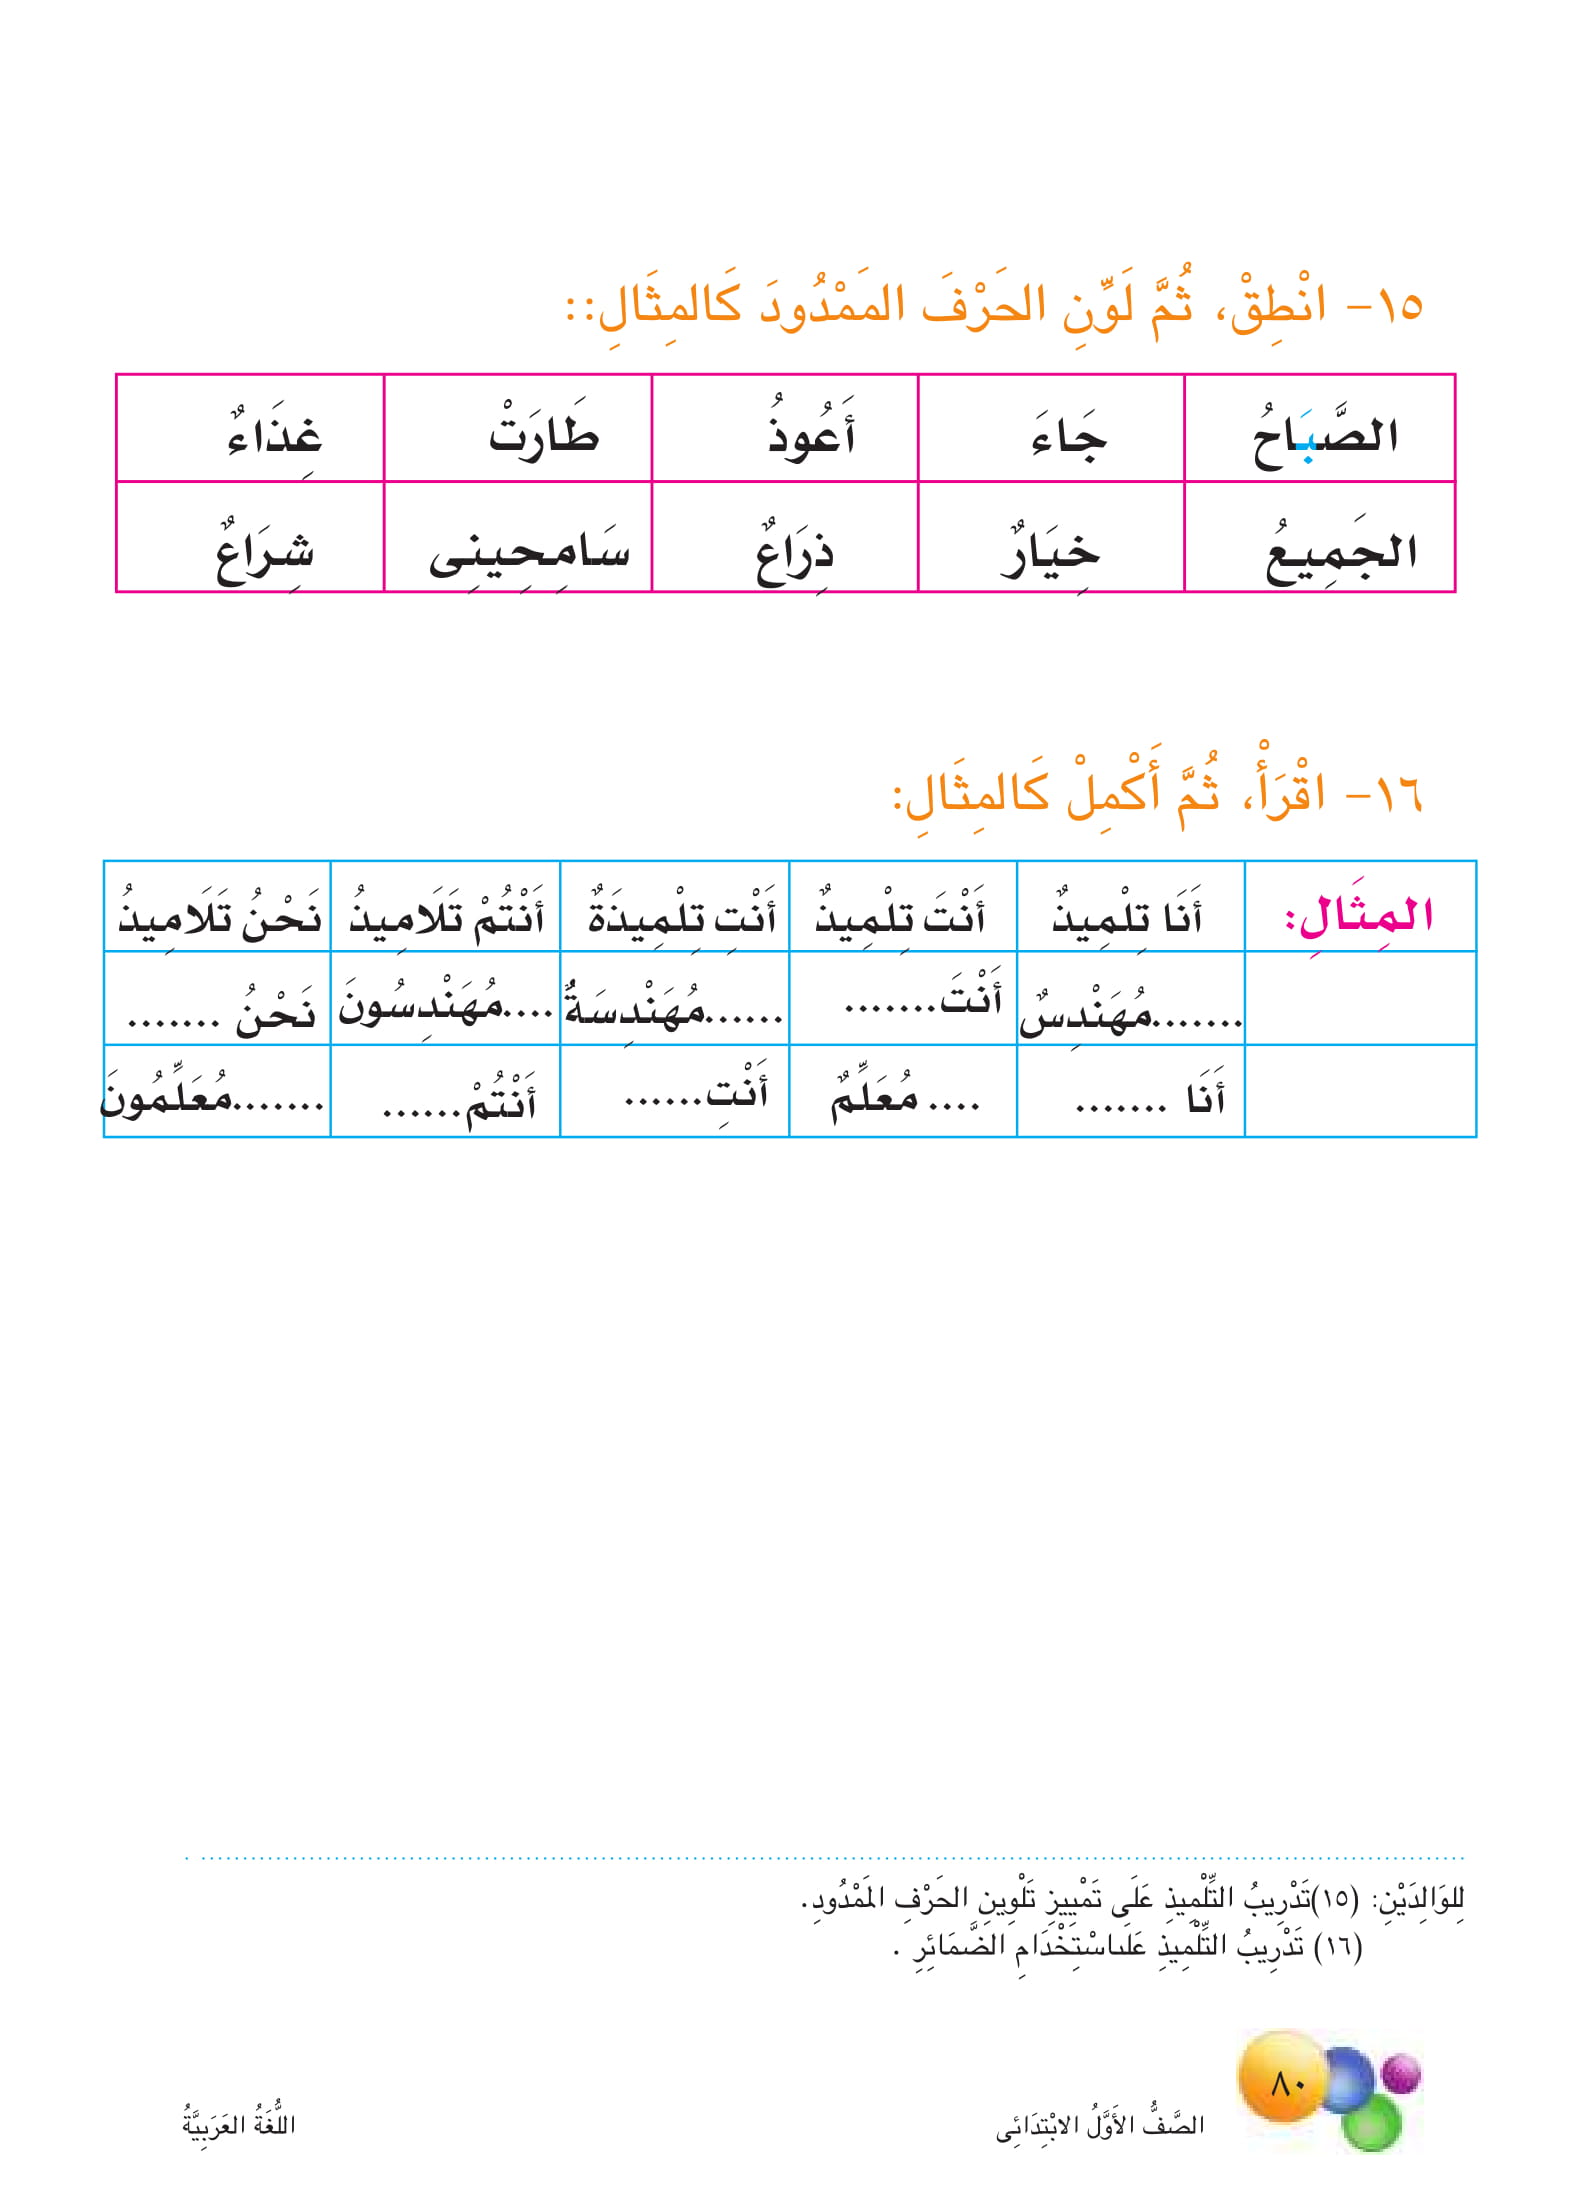 ١٥- انْطِقْ، ثُمَّ لَوِّنِ الحَرْفَ المَمْدُودَ كَالمِثَالِ::
الصَّبَاحُ جَاءَ أَعُوذُ طَارَتْ غِذَاءٌ
الجَمِيعُ خِيَارٌ ذِرَاعٌ سَامِحِينِى شِرَاعٌ
١٦- اقْرَأْ، ثُمَّ أَكْمِلْ كَالمِثَالِ:
المِثَالِ: أَنَا تِلْمِيذٌ أَنْتَ تِلْمِيذٌ أَنْتِ تِلْمِيذَةٌ أَنْتُمْ تَلَامِيذُ نَحْنُ تَلَامِيذُ
.......مُهَنْدِسٌ أَنْتَ....... ......مُهَنْدِسَةٌ ....مُهَنْدِسُونَ نَحْنُ .......
أَنَا ....... .... مُعَلِّمٌ أَنْتِ...... أَنْتُمْ...... .......مُعَلِّمُونَ
لِلوَالِدَيْنِ: (١٥)تَدْرِيبُ التِّلْمِيذِ عَلَى تَمْيِيزِ تَلْوِينِ الحَرْفِ المَمْدُودِ.
(١٦) تَدْرِيبُ التِّلْمِيذِ عَلَىاسْتِخْدَامِ الضَّمَائِرِ .
٨٠
الصَّفُّ الأَوَّلُ الابْتِدَائِى اللُّغَةُ العَرَبِيَّةُ